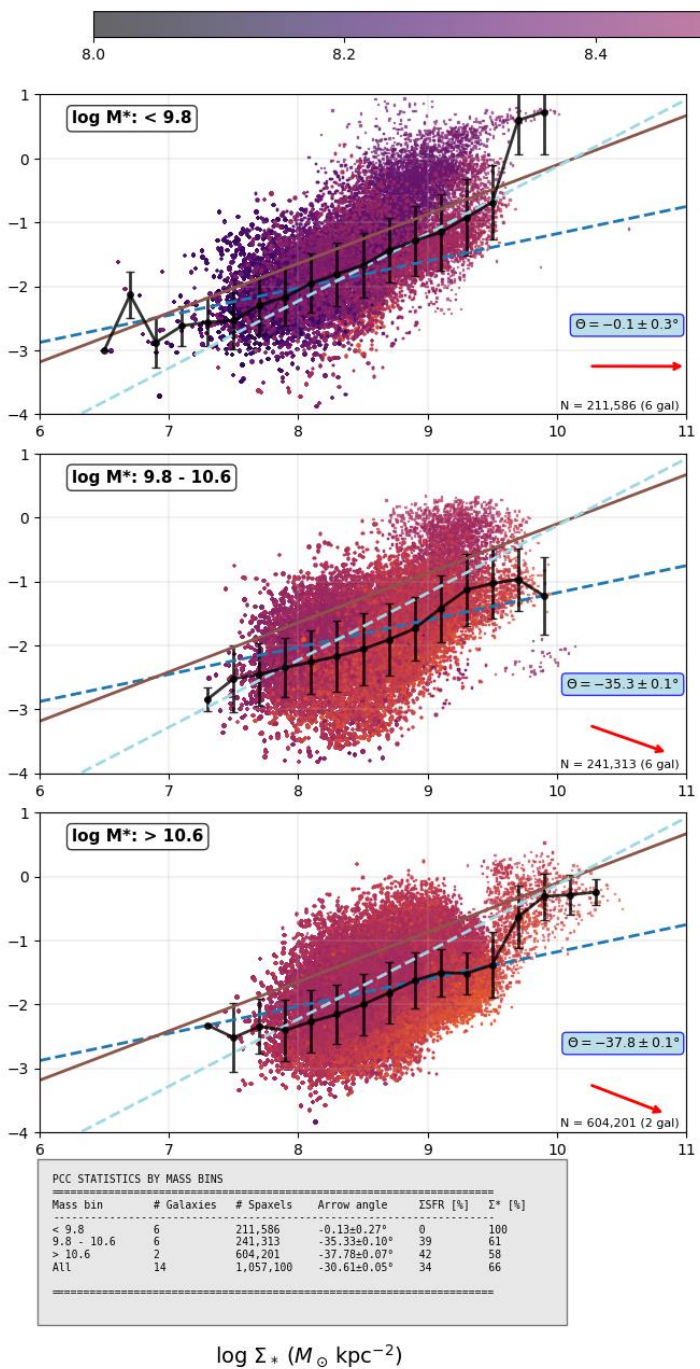 8.0 8.2 8.4
1
log M*: < 9.8
0
−1
−2
Θ = −0.1 ± 0.3°
−3
N = 211,586 (6 gal)
−4
6 7 8 9 10 11
log M*: 9.8 - 10.6
0
−1
−2
Θ = −35.3 ± 0.1°
−3
N = 241,313 (6 gal)
−4
6 7 8 9 10 11
1
log M*: > 10.6
0
−1
−2
Θ = −37.8 ± 0.1°
−3
N = 604,201 (2 gal)
−4
6 7 8 9 10 11
PCC STATISTICS BY MASS BINS
Mass bin # Galaxies # Spaxels Arrow angle ΣSFR [%] Σ* [%]
< 9.8 6 211,586 -0.13±0.27° 0 100
9.8 - 10.6 6 241,313 -35.33±0.10° 39 61
> 10.6 2 604,201 -37.78±0.07° 42 58
All 14 1,057,100 -30.61±0.05° 34 66
log Σ* (M⊙ kpc−2)